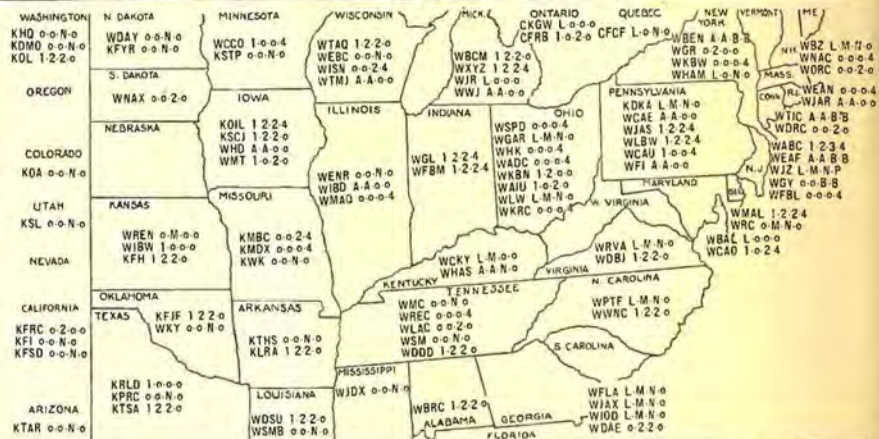 WASHINGTON
KHQ o-o-N-o
KDMO o-o-N-o
KOL 1-2-2-o
OREGON
COLORADO
KOA o-o-N-o
UTAH
KSL o-o-N-o
NEVADA
CALIFORNIA
KFRC o-2-o-o
KFI o-o-N-o
KFSD o-o-N-o
ARIZONA
KTAR o-o-N-o
N DAKOTA
WDAY o-o-N-o
KFYR o-o-N-o
S. DAKOTA
WNAX o-o-2-o
NEBRASKA
KANSAS
WREN o-M-o-o
WIBW 1-o-o-o
KFH 1 2 2 o
OKLAHOMA
KFJF 1 2 2 o
WKY o-o-N-o
TEXAS
KRLD 1-o-o-o
KPRC o-o-N-o
KTSA 1 2 2 o
MINNESOTA
WCCO 1-o-o-4
KSTP o-o-N-o
IOWA
KOIL 1-2-2-4
KSCJ 1-2-2-o
WHD A-A-o-o
WMT 1-o-2-o
MISSOURI
KMBC o-o-2-4
KMDX o-o-o-4
KWK o-o-N-o
ARKANSAS
KTHS o-o-N-o
KLRA 1 2 2-o
LOUISIANA
WDSU 1-2-2-o
WSMB o-o-N-o
WISCONSIN
WTAQ 1-2-2-o
WEBC o-o-N-o
WISN o-o-2-4
WTMJ A-A-o-o
ILLINOIS
WENR o-o-N-o
WIBD A-A o-o
WMAQ o-o-o-4
MICH.
WBCM 1 2-2-o
WXYZ 1 2 2 4
WJR L-o-o-o
WWJ A-A-o-o
INDIANA
WGL 1 2-2-4
WFBM 1-2-2-4
OHIO
WSPD o-o-o-4
WGAR L-M-N-o
WHK o-o-o-4
WADC o-o-o-4
WKBN 1-2-o-o
WAIU 1-o-2-o
WLW L-M-N-o
WKRC o-o-o-4
KENTUCKY
WCKY L-M-o-o
WHAS A-A-N-o
TENNESSEE
WMC o-o-N-o
WREC o-o-o-4
WLAC o-o-2-o
WSM o-o-N-o
WDOD 1-2-2-o
MISSISSIPPI
WJDX o-o-N-o
ALABAMA
WBRC 1-2-2-o
GEORGIA
FLORIDA
WFLA L-M-N-o
WJAX L-M-N-o
WIOD L-M-N-o
WDAE o-2 2-o
ONTARIO
CKGW L-o-o-o
CFRB 1-o-2-o
QUEBEC
CFCF L-o-N-o
NEW YORK
WBEN A-A-B-B
WGR o-2-o-o
WKBW o-o-o-4
WHAM L-o-N-o
PENNSYLVANIA
KDKA L-M-N-o
WCAE A-A-o-o
WJAS 1-2-2-4
WLBW 1-2-2-4
WCAU 1-o-o-4
WFI A-A-o-o
MARYLAND
W. VIRGINIA
VIRGINIA
WRVA L-M-N-o
WDBJ 1-2-2-o
N. CAROLINA
WPTF L-M-N-o
WWNC 1-2-2-o
S CAROLINA
VERMONT
N.H.
ME
WBZ L-M-N-o
WNAC o-o-o-4
WORC o-o-2-o
MASS.
WEAN o-o-o-4
R.I.
WJAR A-A-o-o
CONN
WTIC A-A-B-B
WDRC o-o-2-o
WABC 1-2-3-4
WEAF A-A-B-B
WJZ L-M-N-P
WGY o-o-B-B
WFBL o-o-o-4
N.J.
DEL
WMAL 1-2-2-4
WRC o-M-N-o
WBAL L-o-o-o
WCAO 1-o-2-4